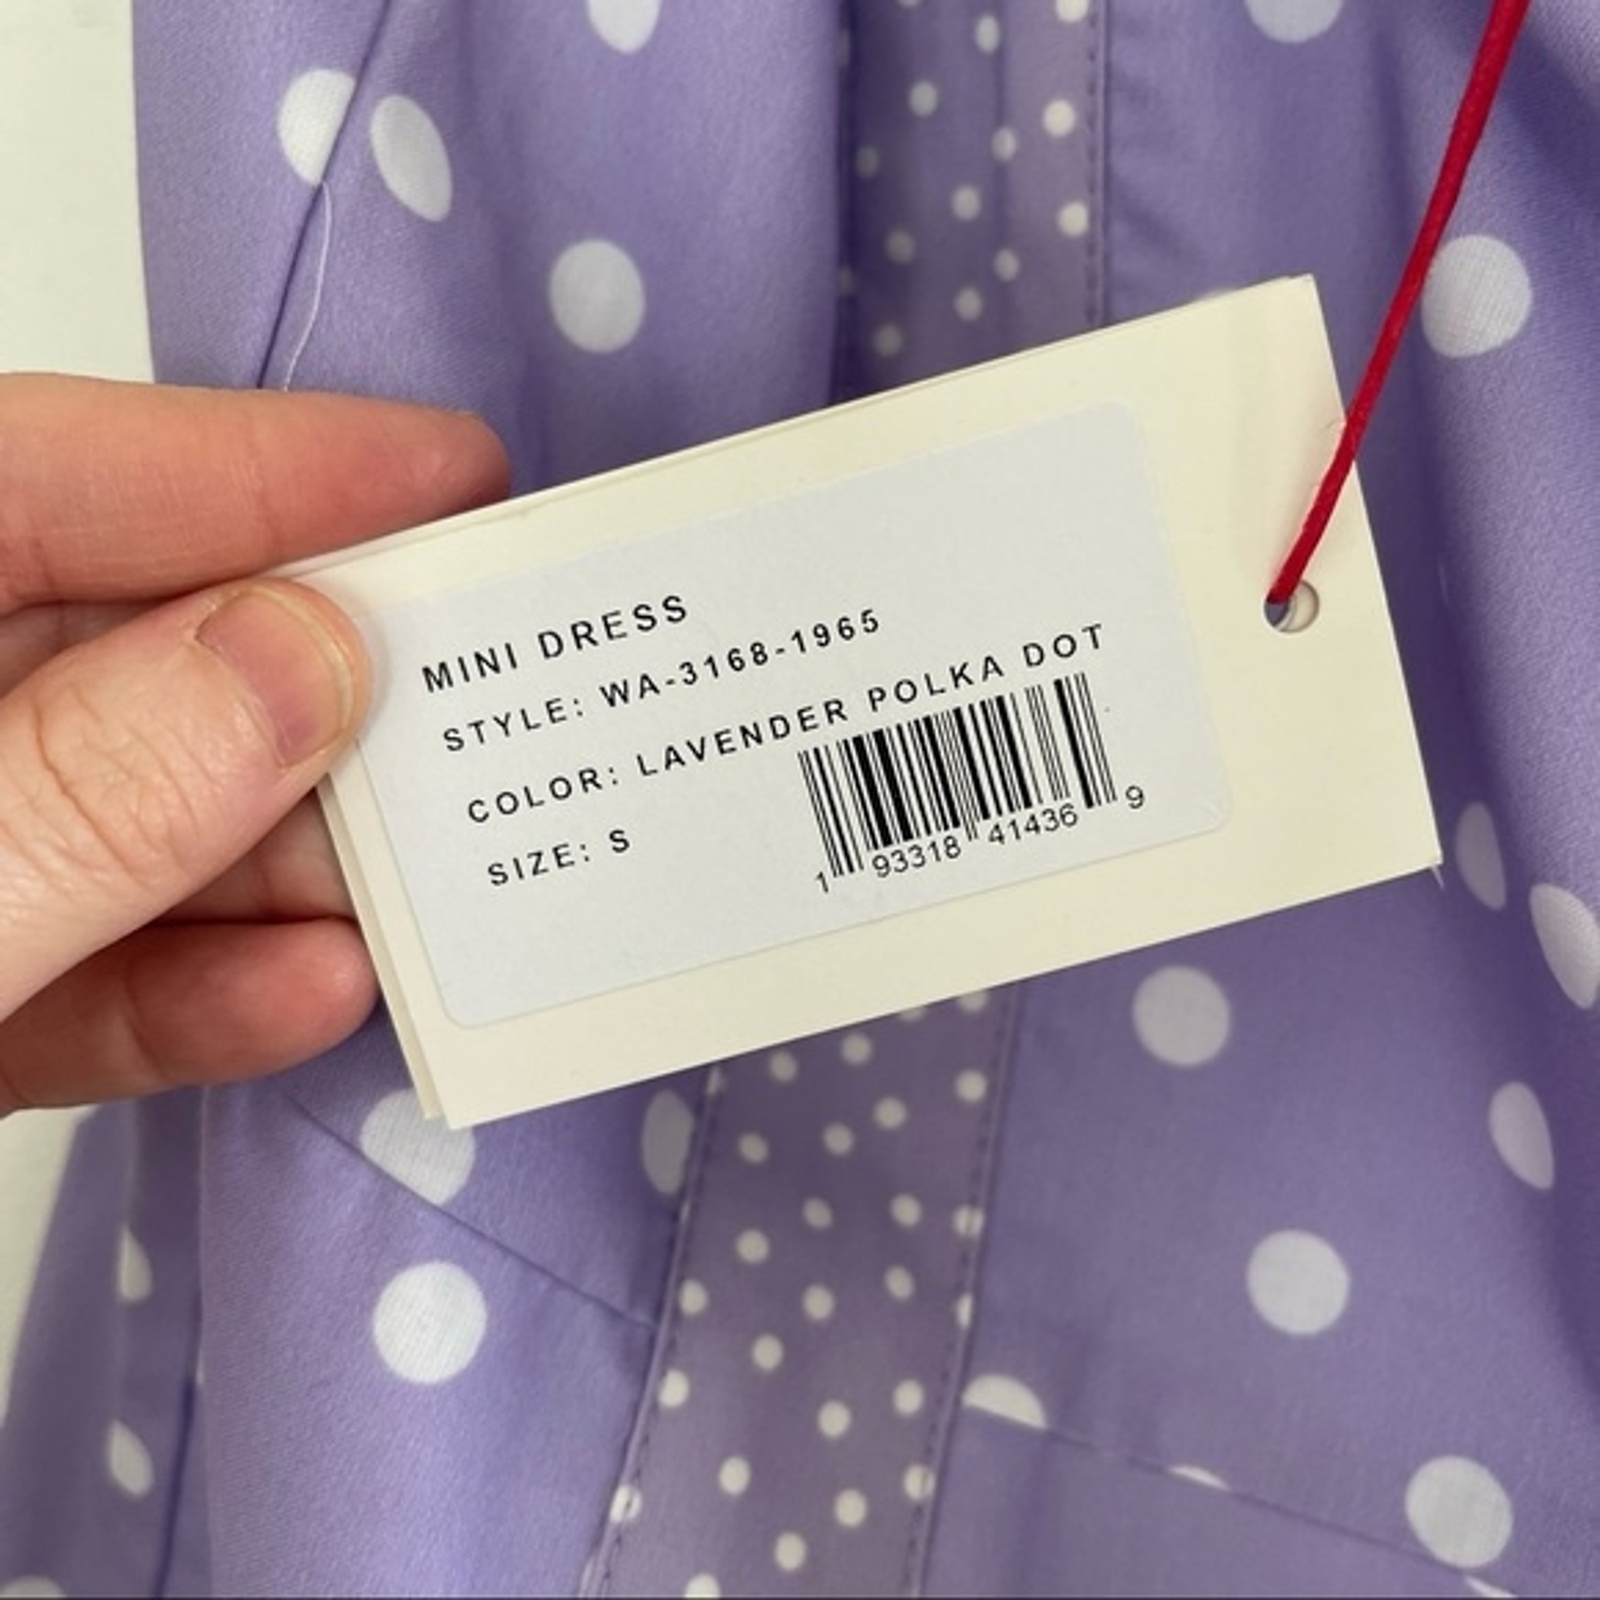 MINI DRESS
STYLE: WA-3168-1965
COLOR: LAVENDER POLKA DOT
SIZE: S
1 93318 41436 9